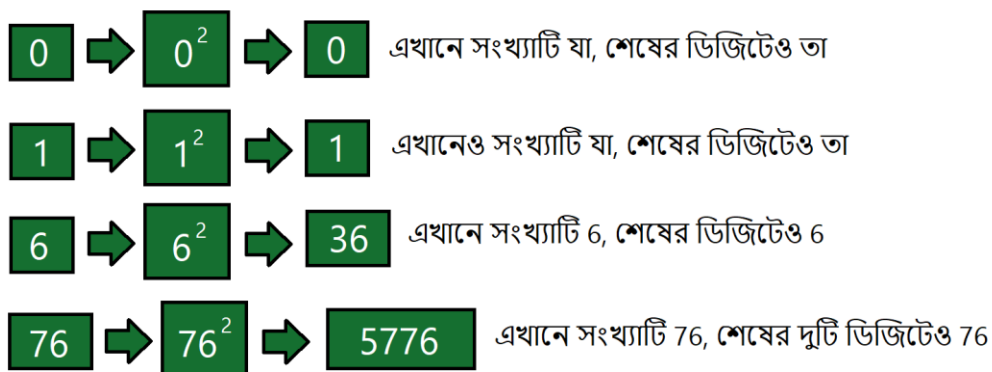 0 0² 0 এখানে সংখ্যাটি যা, শেষের ডিজিটেও তা
1 1² 1 এখানেও সংখ্যাটি যা, শেষের ডিজিটেও তা
6 6² 36 এখানে সংখ্যাটি 6, শেষের ডিজিটেও 6
76 76² 5776 এখানে সংখ্যাটি 76, শেষের দুটি ডিজিটেও 76